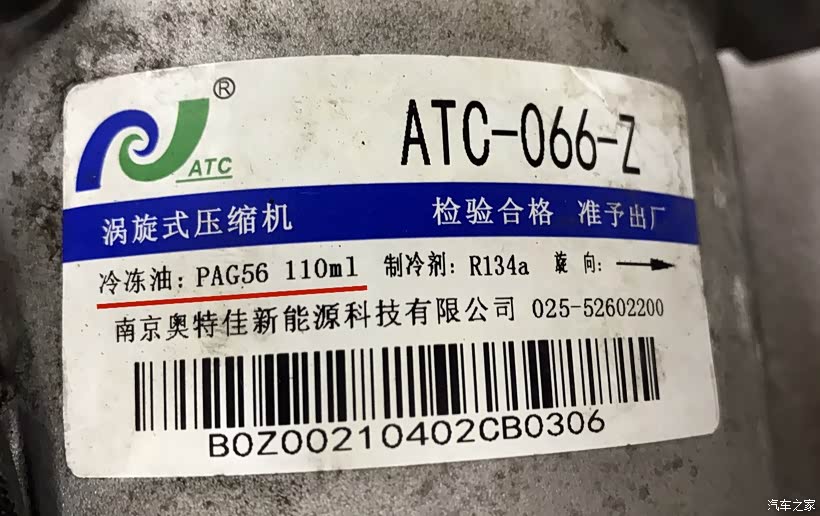 ®
ATC
ATC-066-Z
涡旋式压缩机 检验合格 准予出厂
冷冻油: PAG56 110ml 制冷剂: R134a 旋 向:
南京奥特佳新能源科技有限公司 025-52602200
B0Z00210402CB0306
汽车之家